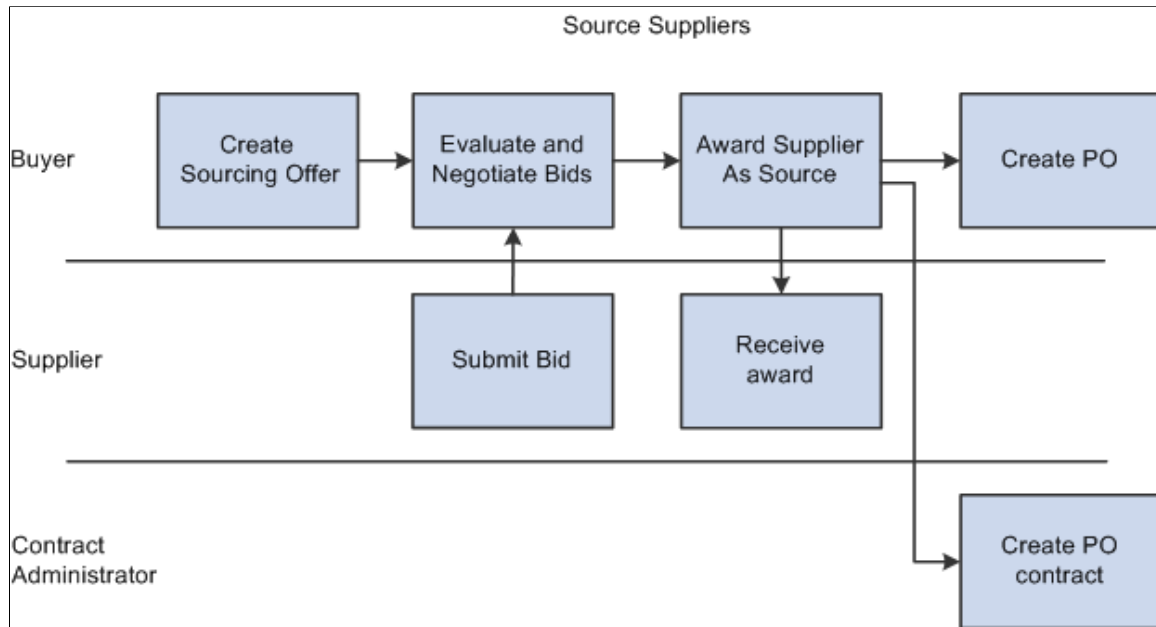 Source Suppliers
Buyer
Create
Sourcing Offer
Evaluate and
Negotiate Bids
Award Supplier
As Source
Create PO
Supplier
Submit Bid
Receive
award
Contract
Administrator
Create PO
contract